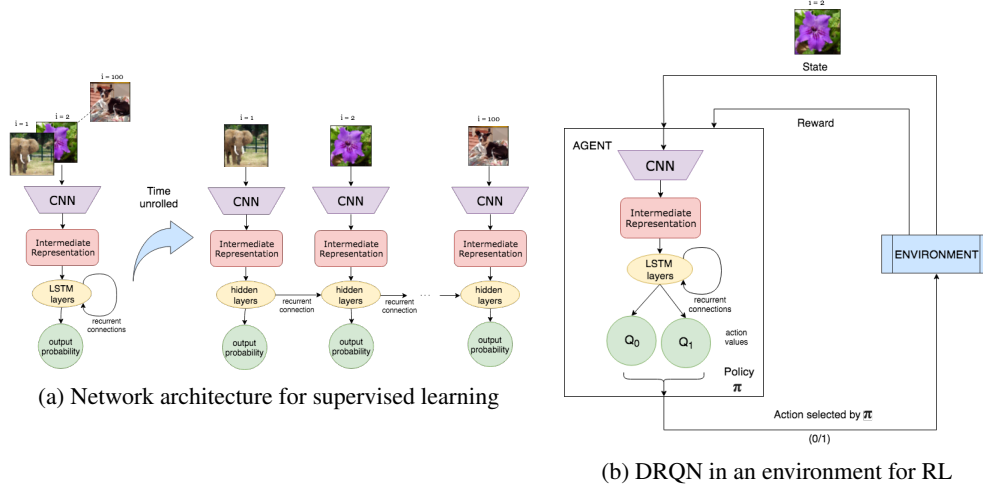 i = 100
i = 2
i = 1
CNN
Intermediate
Representation
LSTM
layers
recurrent
connections
output
probability
Time
unrolled
i = 1
CNN
Intermediate
Representation
hidden
layers
recurrent
connection
output
probability
i = 2
CNN
Intermediate
Representation
hidden
layers
recurrent
connection
output
probability
...
i = 100
CNN
Intermediate
Representation
hidden
layers
output
probability
(a) Network architecture for supervised learning
i = 2
State
Reward
AGENT
CNN
Intermediate
Representation
LSTM
layers
recurrent
connections
Q0
Q1
action
values
Policy
π
ENVIRONMENT
Action selected by π
(0/1)
(b) DRQN in an environment for RL